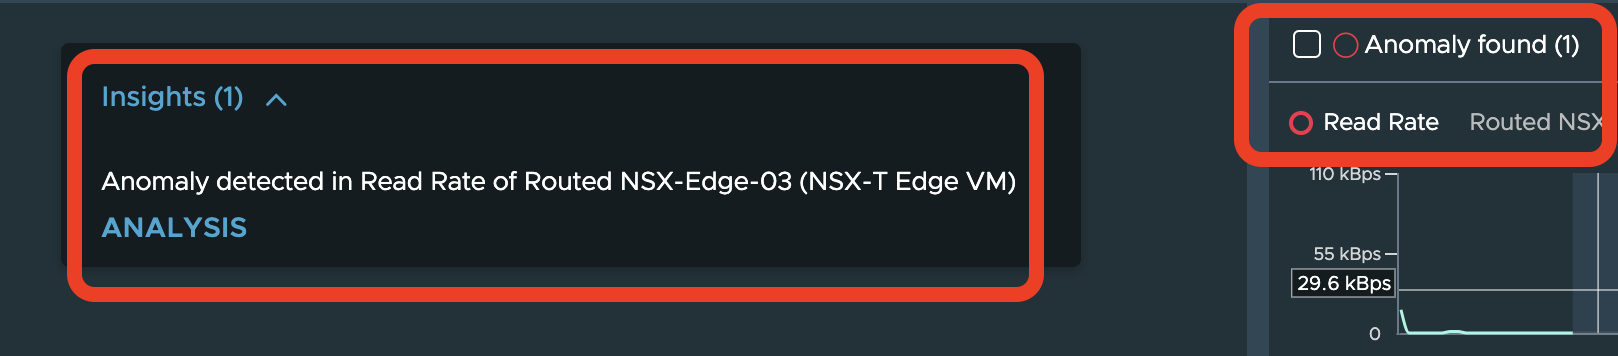 Insights (1)
Anomaly detected in Read Rate of Routed NSX-Edge-03 (NSX-T Edge VM)
ANALYSIS
Anomaly found (1)
Read Rate Routed NSX
110 kBps
55 kBps
29.6 kBps
0